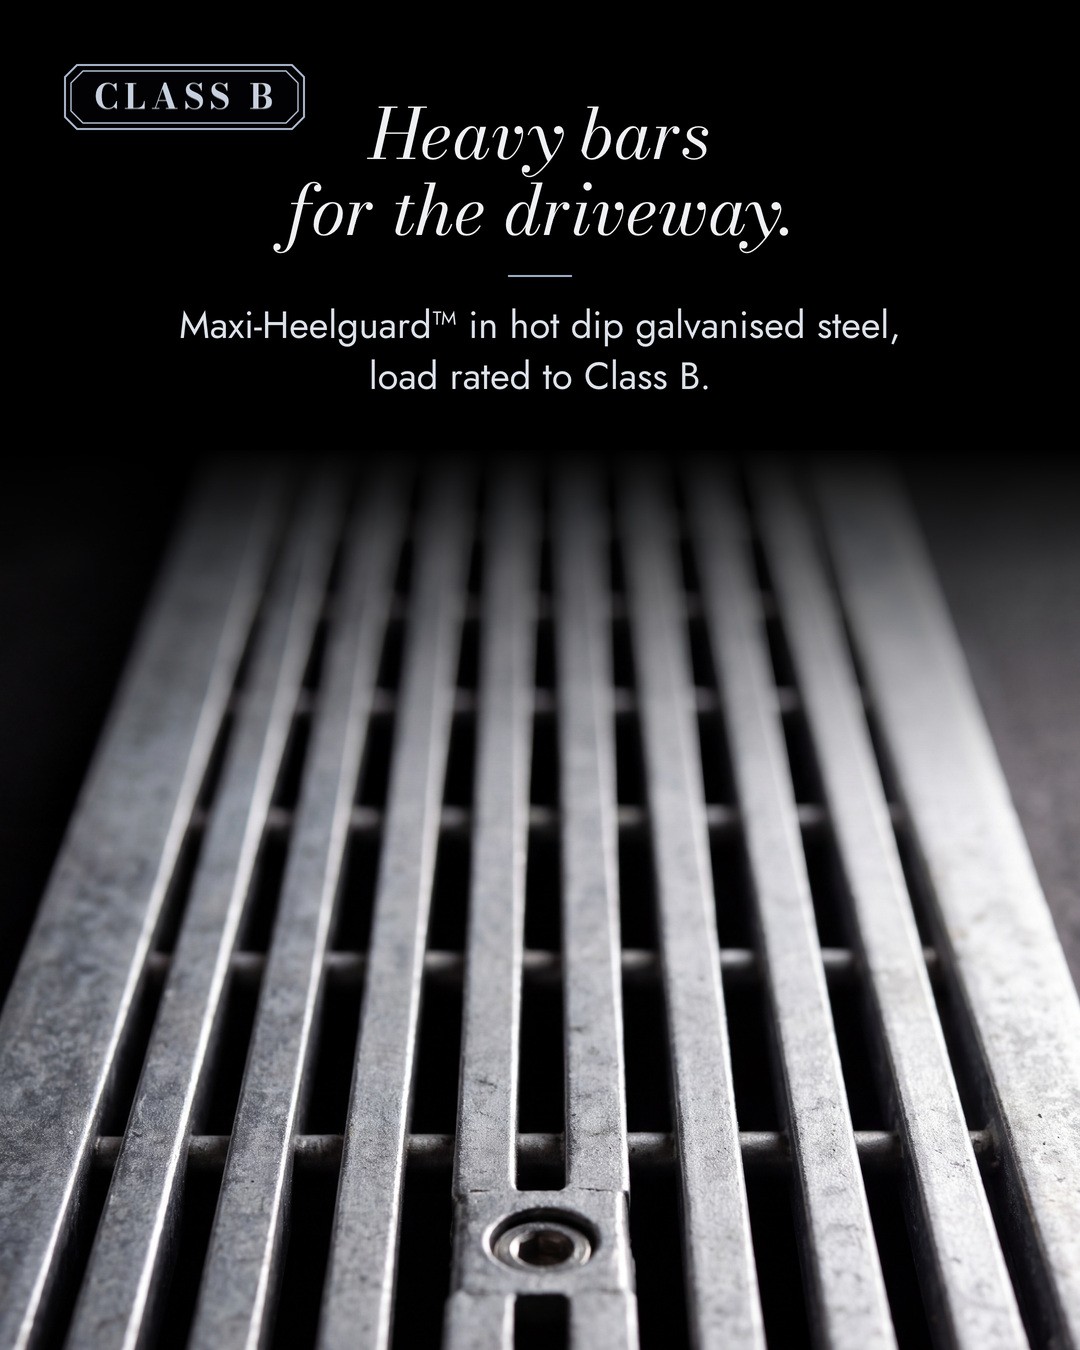 CLASS B
Heavy bars
for the driveway.
Maxi-Heelguard™ in hot dip galvanised steel,
load rated to Class B.